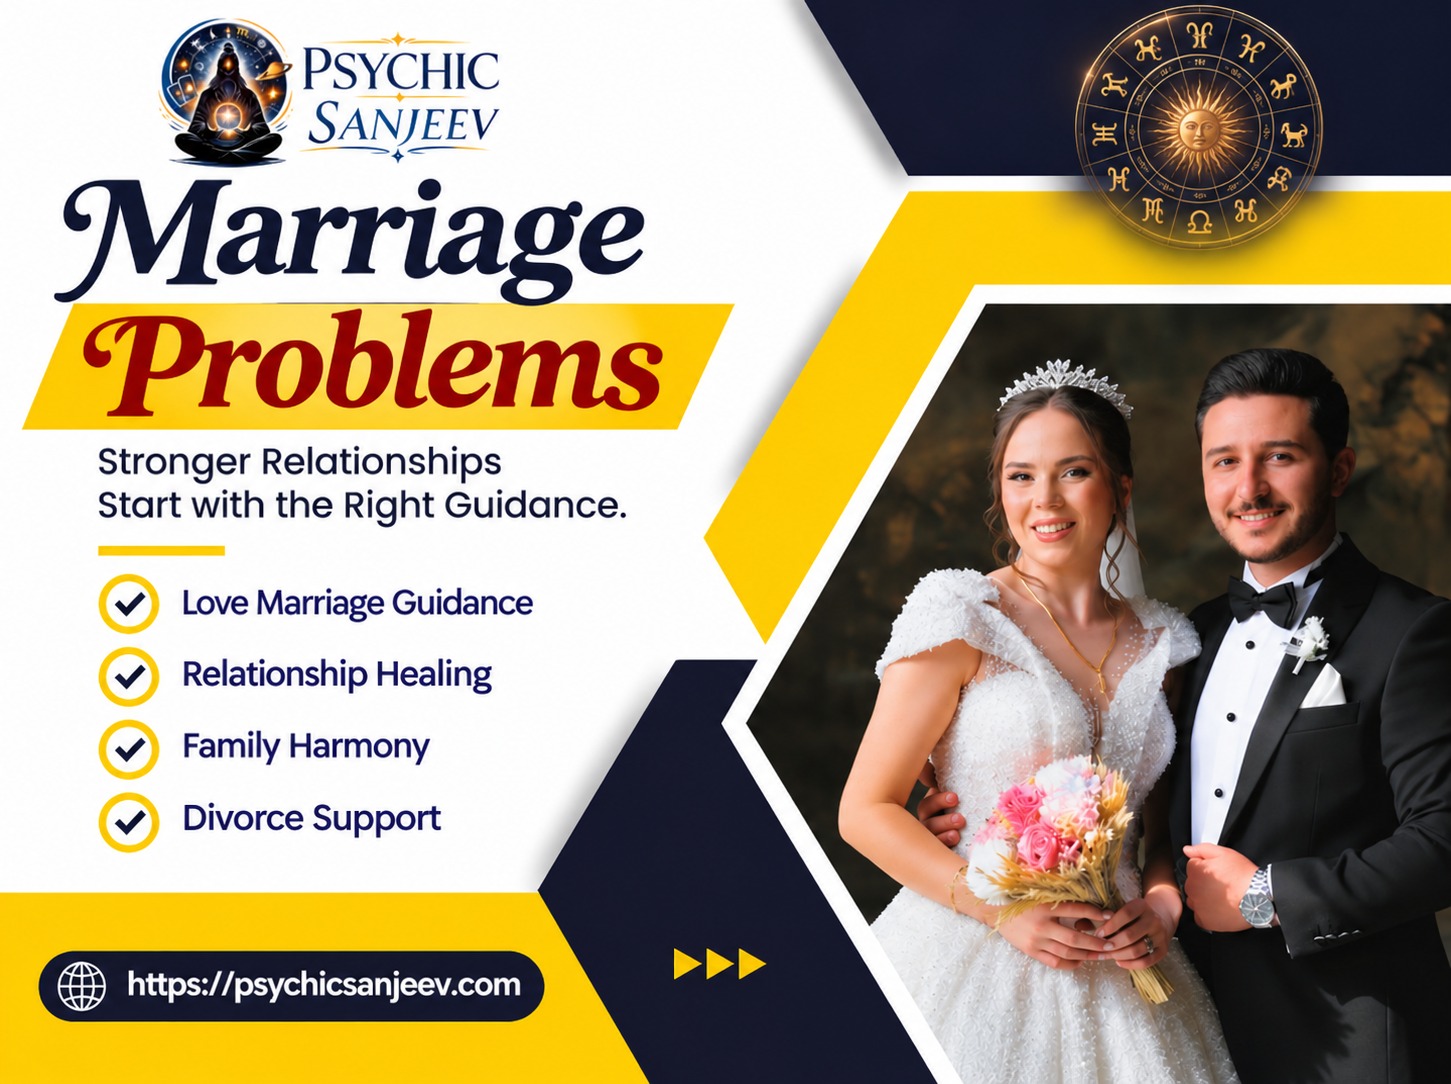 PSYCHIC
SANJEEV
Marriage
Problems
Stronger Relationships
Start with the Right Guidance.
Love Marriage Guidance
Relationship Healing
Family Harmony
Divorce Support
https://psychicsanjeev.com